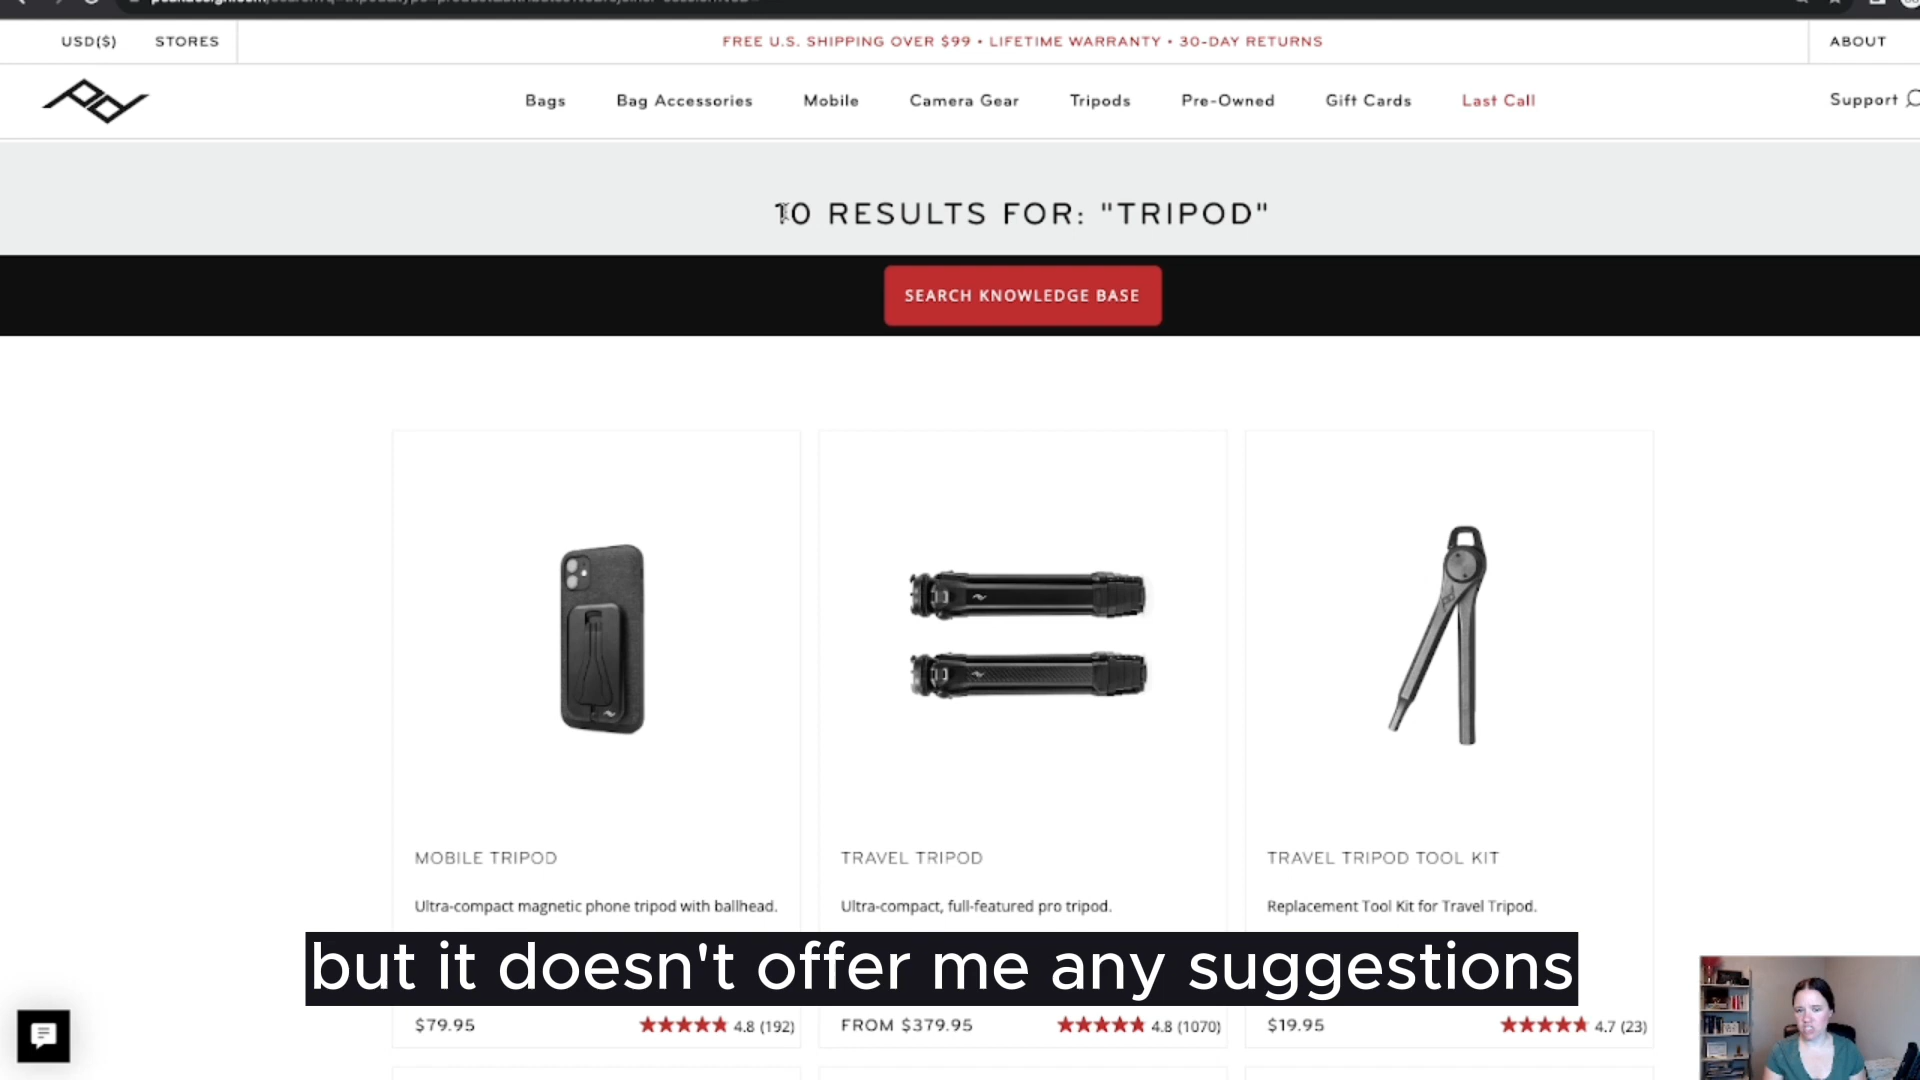 USD($) STORES FREE U.S. SHIPPING OVER $99 • LIFETIME WARRANTY • 30-DAY RETURNS ABOUT
Bags Bag Accessories Mobile Camera Gear Tripods Pre-Owned Gift Cards Last Call Support
10 RESULTS FOR: "TRIPOD"
SEARCH KNOWLEDGE BASE
MOBILE TRIPOD
Ultra-compact magnetic phone tripod with ballhead.
$79.95 4.8 (192)
TRAVEL TRIPOD
Ultra-compact, full-featured pro tripod.
FROM $379.95 4.8 (1070)
TRAVEL TRIPOD TOOL KIT
Replacement Tool Kit for Travel Tripod.
$19.95 4.7 (23)
but it doesn't offer me any suggestions